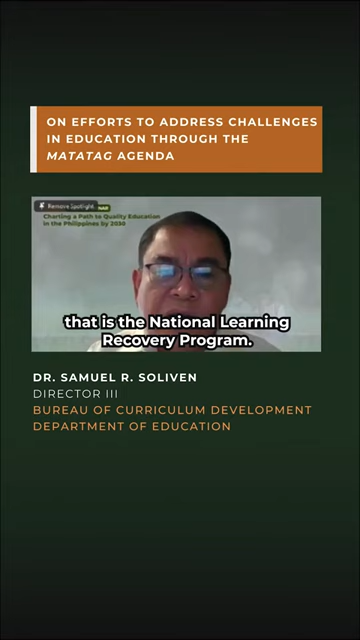 ON EFFORTS TO ADDRESS CHALLENGES
IN EDUCATION THROUGH THE
MATATAG AGENDA
Remove Spotlight
Charting a Path to Quality Education
in the Philippines by 2030
that is the National Learning
Recovery Program.
DR. SAMUEL R. SOLIVEN
DIRECTOR III
BUREAU OF CURRICULUM DEVELOPMENT
DEPARTMENT OF EDUCATION